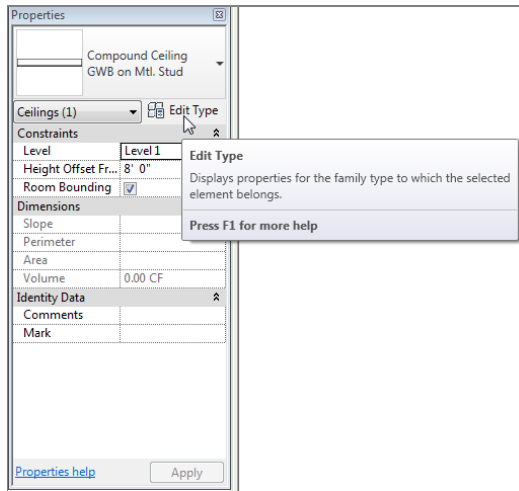 Properties
Compound Ceiling
GWB on Mtl. Stud
Ceilings (1) Edit Type
Constraints
Level Level 1
Height Offset Fr... 8' 0"
Room Bounding
Dimensions
Slope
Perimeter
Area
Volume 0.00 CF
Identity Data
Comments
Mark
Edit Type
Displays properties for the family type to which the selected
element belongs.
Press F1 for more help
Properties help Apply